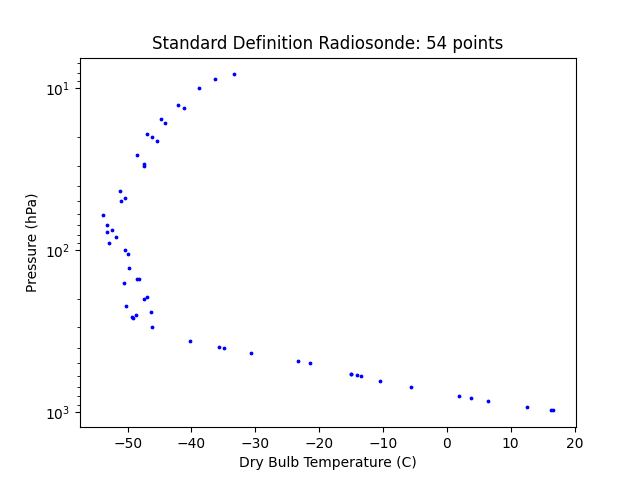 Standard Definition Radiosonde: 54 points
10¹
10²
10³
Pressure (hPa)
−50 −40 −30 −20 −10 0 10 20
Dry Bulb Temperature (C)